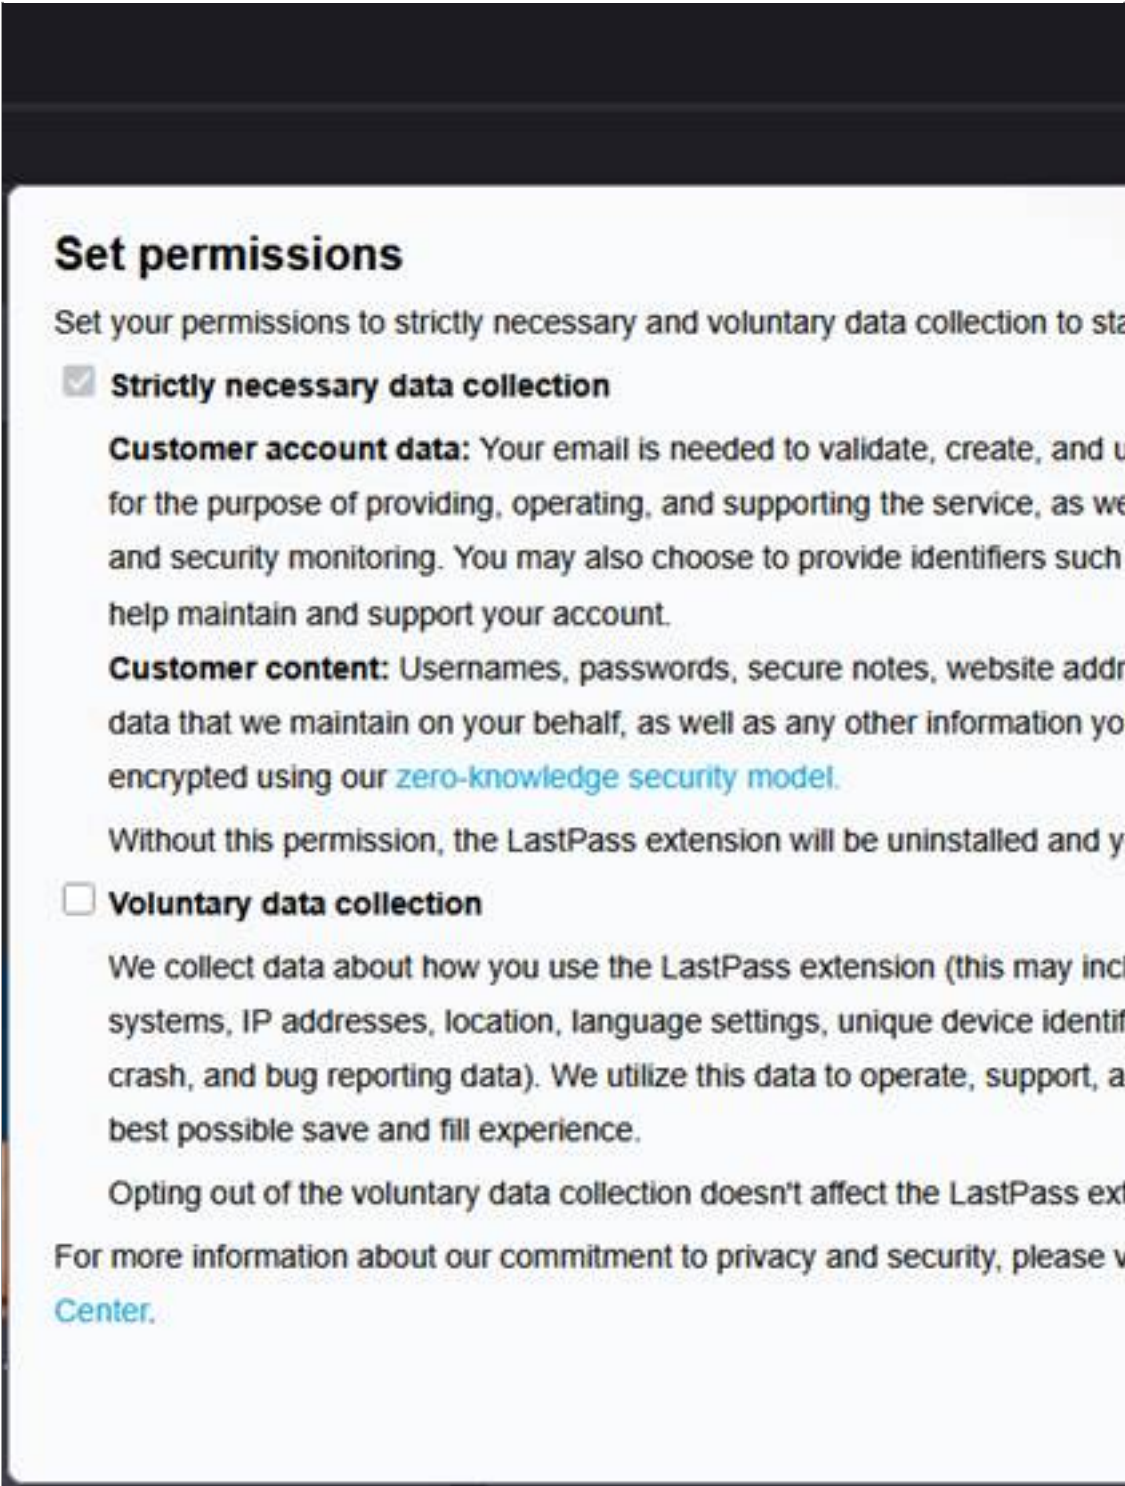 Set permissions
Set your permissions to strictly necessary and voluntary data collection to
Strictly necessary data collection
Customer account data: Your email is needed to validate, create, and
for the purpose of providing, operating, and supporting the service, as
and security monitoring. You may also choose to provide identifiers such
help maintain and support your account.
Customer content: Usernames, passwords, secure notes, website
data that we maintain on your behalf, as well as any other information
encrypted using our zero-knowledge security model.
Without this permission, the LastPass extension will be uninstalled and
Voluntary data collection
We collect data about how you use the LastPass extension (this may
systems, IP addresses, location, language settings, unique device
crash, and bug reporting data). We utilize this data to operate, support,
best possible save and fill experience.
Opting out of the voluntary data collection doesn't affect the LastPass
For more information about our commitment to privacy and security, please
Center.